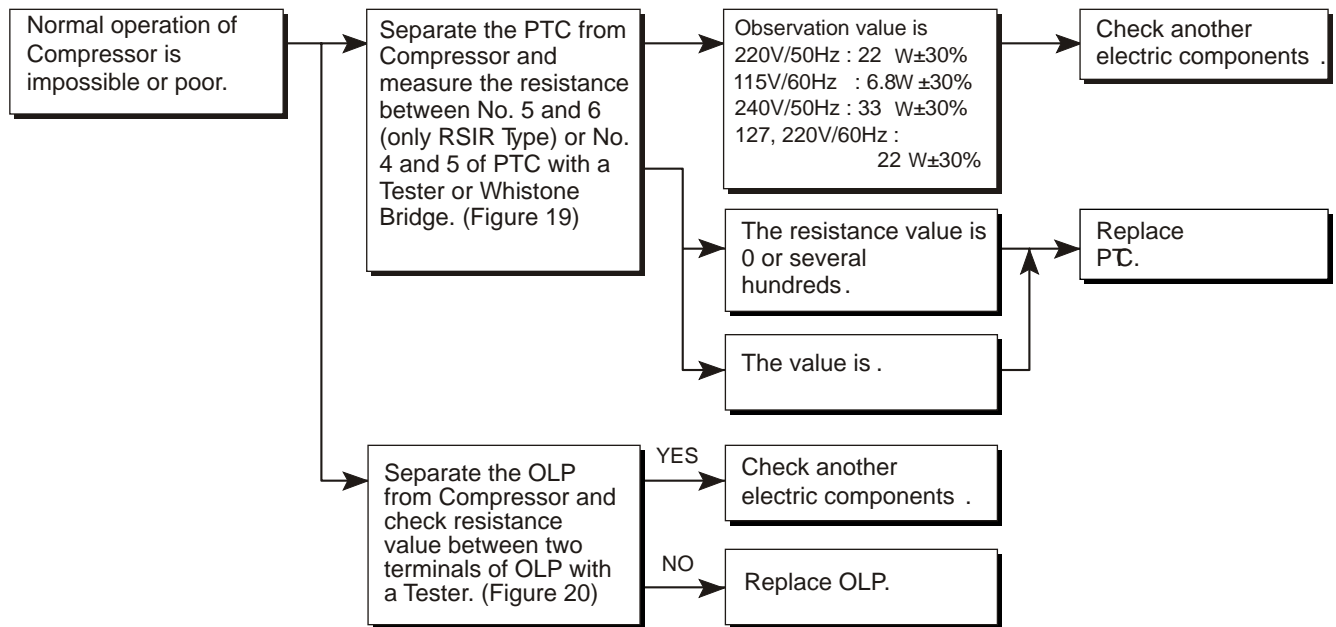 Normal operation of
Compressor is
impossible or poor.
Separate the PTC from
Compressor and
measure the resistance
between No. 5 and 6
(only RSIR Type) or No.
4 and 5 of PTC with a
Tester or Whistone
Bridge. (Figure 19)
Observation value is
220V/50Hz : 22 W±30%
115V/60Hz : 6.8W ±30%
240V/50Hz : 33 W±30%
127, 220V/60Hz :
22 W±30%
Check another
electric components .
The resistance value is
0 or several
hundreds .
Replace
PTC.
The value is .
Separate the OLP
from Compressor and
check resistance
value between two
terminals of OLP with
a Tester. (Figure 20)
YES
Check another
electric components .
NO
Replace OLP.